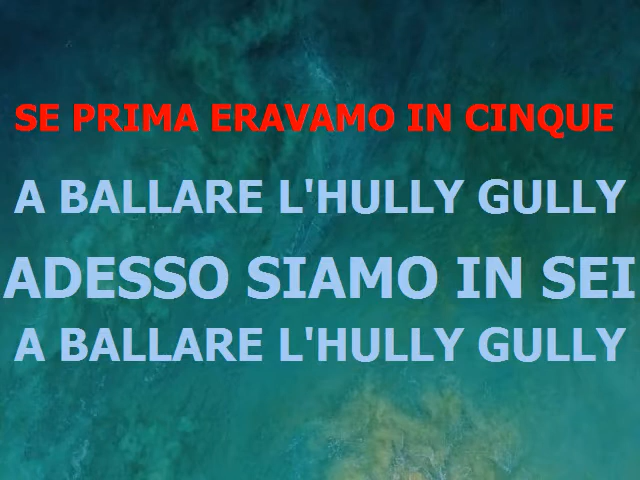 SE PRIMA ERAVAMO IN CINQUE
A BALLARE L'HULLY GULLY
ADESSO SIAMO IN SEI
A BALLARE L'HULLY GULLY